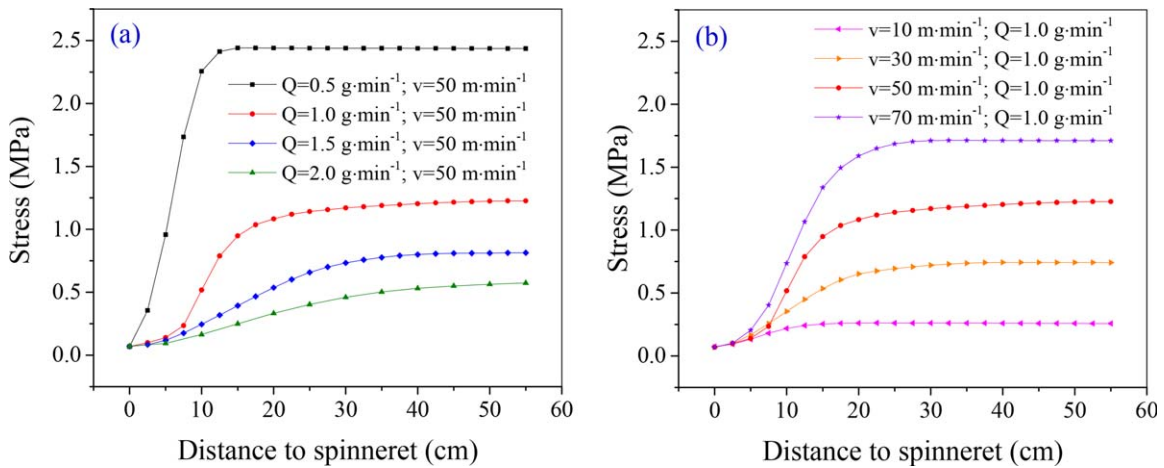 (a)
Q=0.5 g·min⁻¹; v=50 m·min⁻¹
Q=1.0 g·min⁻¹; v=50 m·min⁻¹
Q=1.5 g·min⁻¹; v=50 m·min⁻¹
Q=2.0 g·min⁻¹; v=50 m·min⁻¹
2.5
2.0
1.5
1.0
0.5
0.0
Stress (MPa)
0 10 20 30 40 50 60
Distance to spinneret (cm)
(b)
v=10 m·min⁻¹; Q=1.0 g·min⁻¹
v=30 m·min⁻¹; Q=1.0 g·min⁻¹
v=50 m·min⁻¹; Q=1.0 g·min⁻¹
v=70 m·min⁻¹; Q=1.0 g·min⁻¹
2.5
2.0
1.5
1.0
0.5
0.0
Stress (MPa)
0 10 20 30 40 50 60
Distance to spinneret (cm)